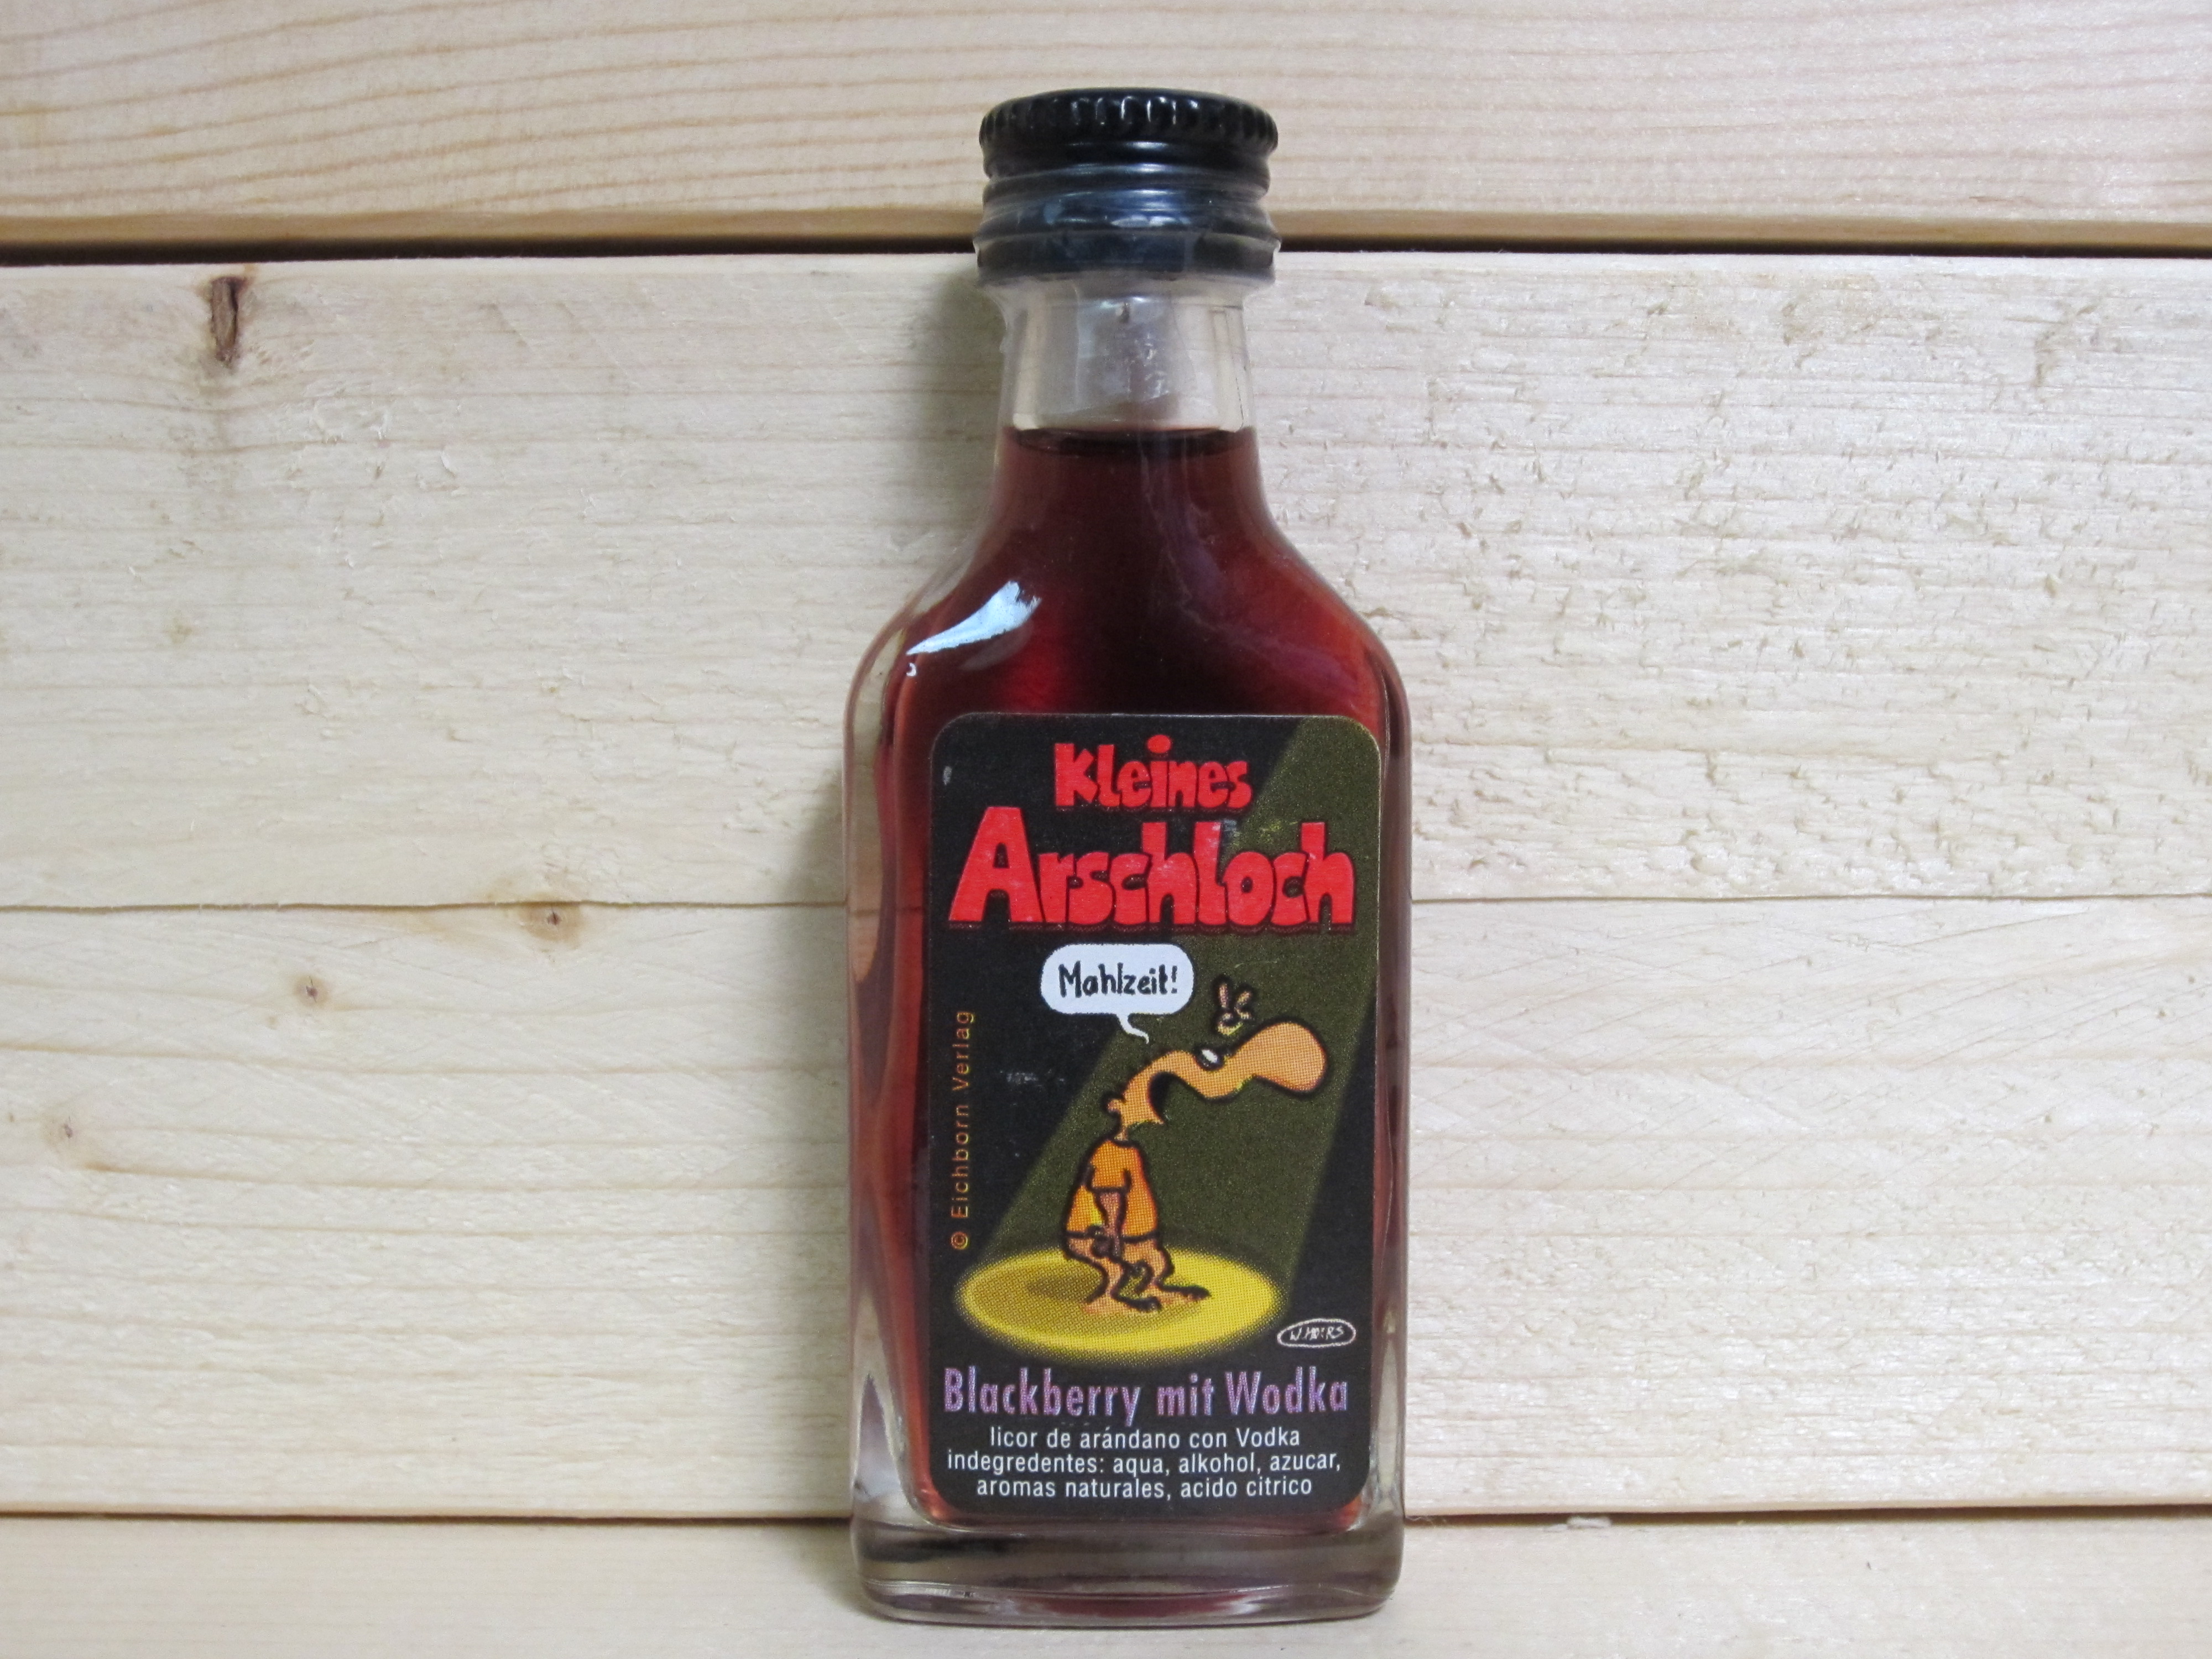 Kleines
Arschloch
Mahlzeit!
© Eichborn Verlag
W.MOERS
Blackberry mit Wodka
licor de arándano con Vodka
indegredentes: aqua, alkohol, azucar,
aromas naturales, acido citrico